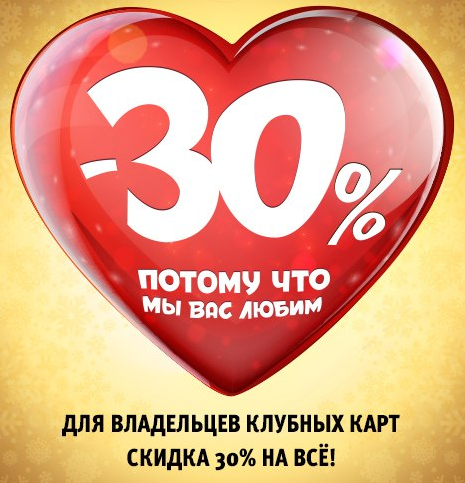 -30%
ПОТОМУ ЧТО
МЫ ВАС ЛЮБИМ
ДЛЯ ВЛАДЕЛЬЦЕВ КЛУБНЫХ КАРТ
СКИДКА 30% НА ВСЁ!